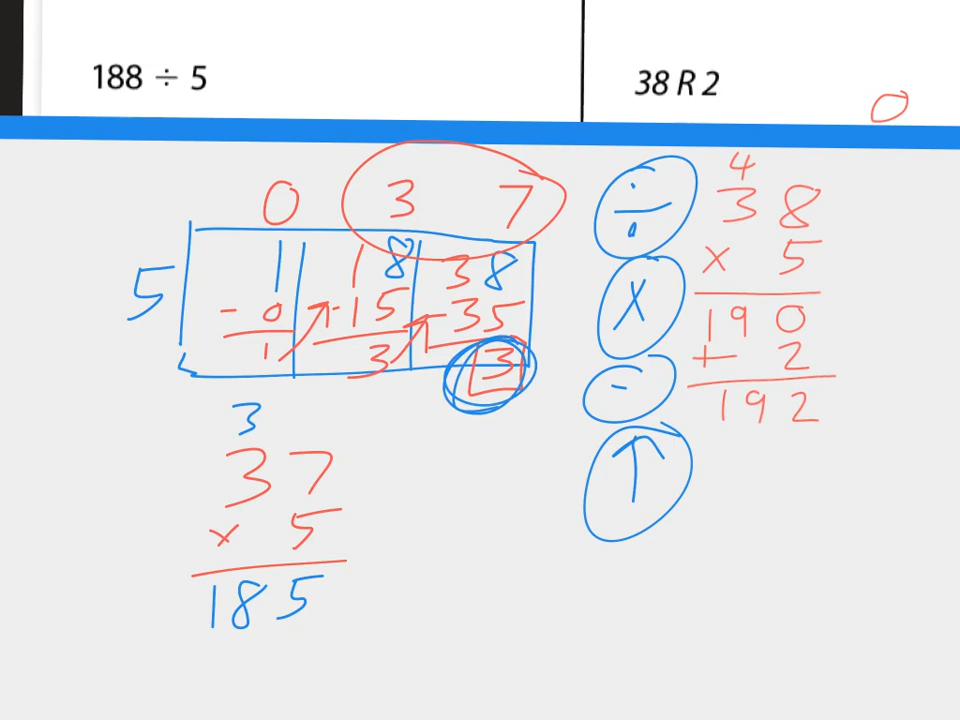 188 ÷ 5
38 R 2
0
0 3 7
5
1 18 38
- 0 - 15 - 35
1 3 3
3
37
× 5
185
÷
×
-
↑
4
38
× 5
190
+ 2
192